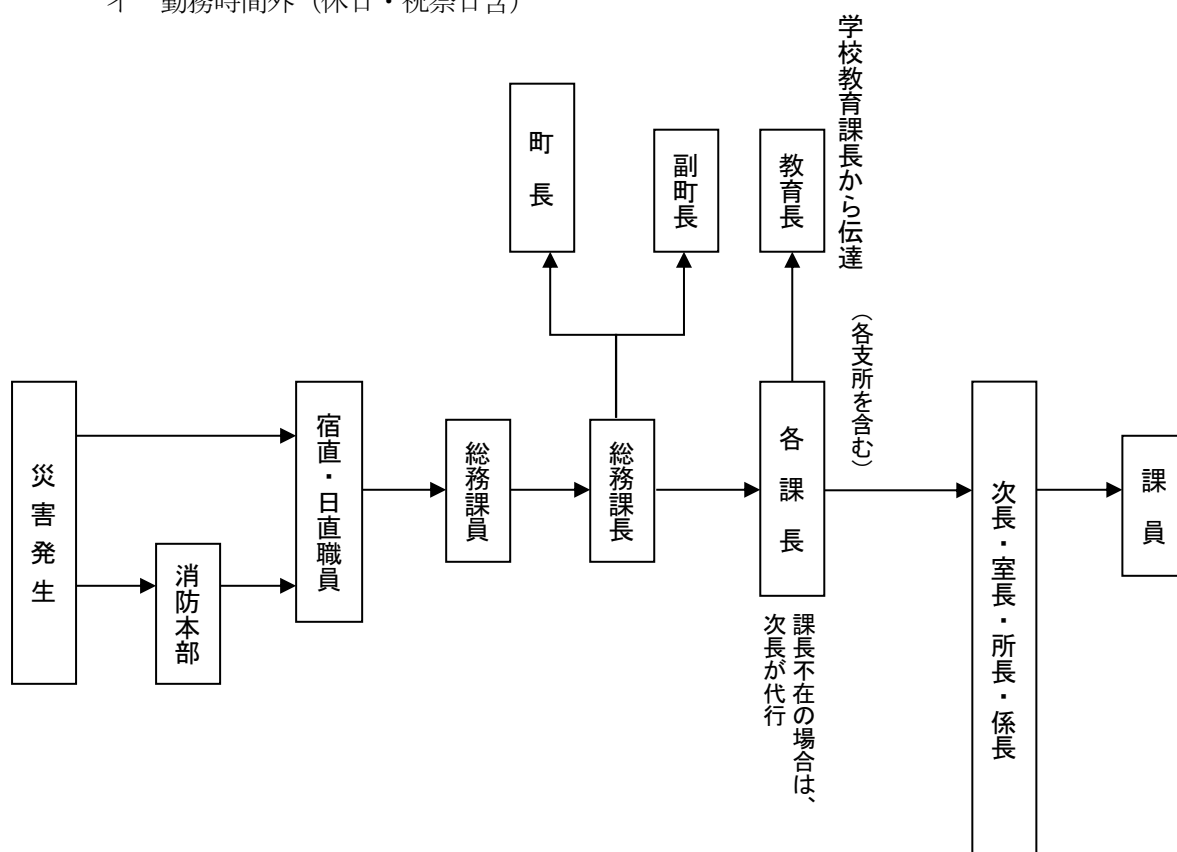 イ 勤務時間外（休日・祝祭日含）
学校教育課長から伝達
町長
副町長
教育長
（各支所を含む）
災害発生
消防本部
宿直・日直職員
総務課員
総務課長
各課長
課長不在の場合は、
次長が代行
次長・室長・所長・係長
課員